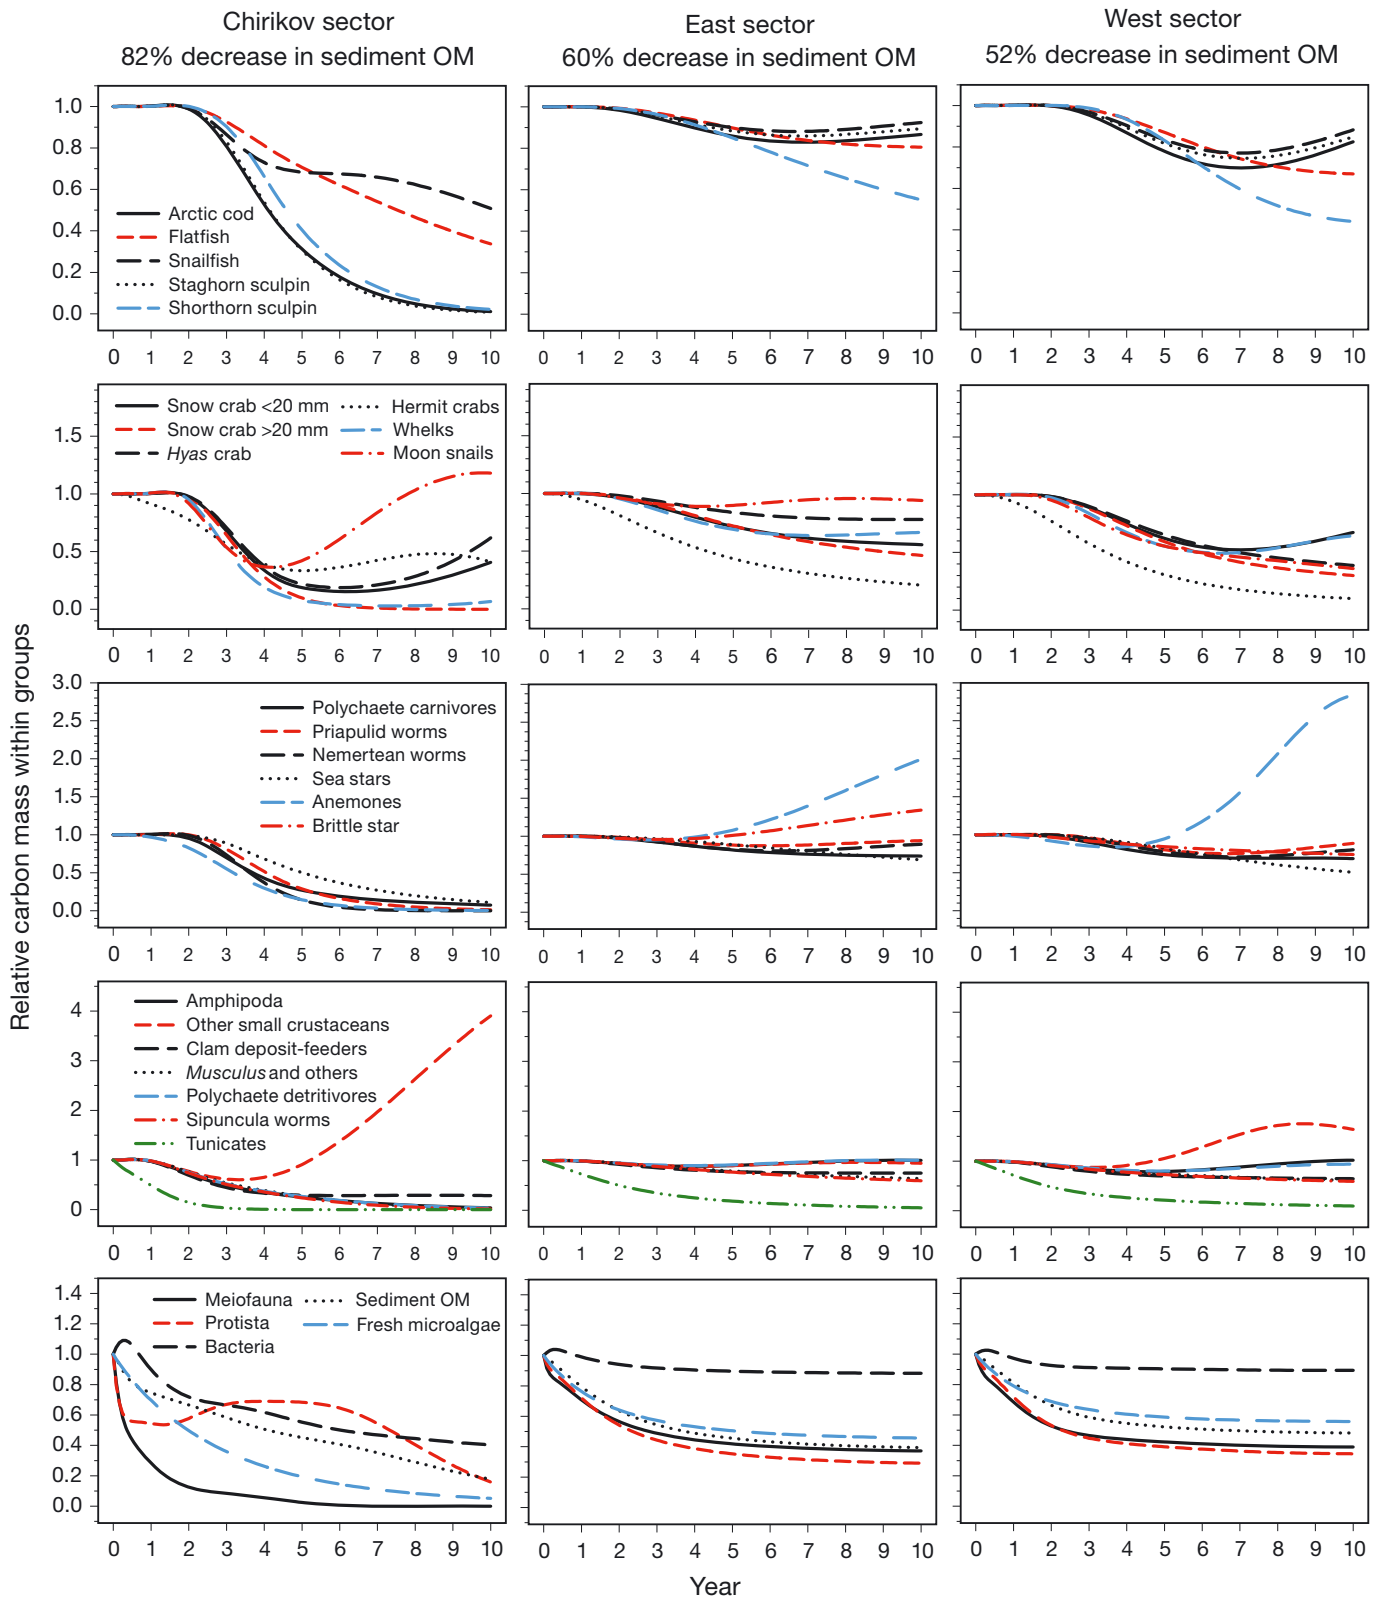 Chirikov sector
82% decrease in sediment OM
East sector
60% decrease in sediment OM
West sector
52% decrease in sediment OM
Relative carbon mass within groups
1.0
0.8
0.6
0.4
0.2
0.0
Arctic cod
Flatfish
Snailfish
Staghorn sculpin
Shorthorn sculpin
0 1 2 3 4 5 6 7 8 9 10
0 1 2 3 4 5 6 7 8 9 10
0 1 2 3 4 5 6 7 8 9 10
1.5
1.0
0.5
0.0
Snow crab <20 mm
Snow crab >20 mm
Hyas crab
Hermit crabs
Whelks
Moon snails
0 1 2 3 4 5 6 7 8 9 10
0 1 2 3 4 5 6 7 8 9 10
0 1 2 3 4 5 6 7 8 9 10
3.0
2.5
2.0
1.5
1.0
0.5
0.0
Polychaete carnivores
Priapulid worms
Nemertean worms
Sea stars
Anemones
Brittle star
0 1 2 3 4 5 6 7 8 9 10
0 1 2 3 4 5 6 7 8 9 10
0 1 2 3 4 5 6 7 8 9 10
4
3
2
1
0
Amphipoda
Other small crustaceans
Clam deposit-feeders
Musculus and others
Polychaete detritivores
Sipuncula worms
Tunicates
0 1 2 3 4 5 6 7 8 9 10
0 1 2 3 4 5 6 7 8 9 10
0 1 2 3 4 5 6 7 8 9 10
1.4
1.2
1.0
0.8
0.6
0.4
0.2
0.0
Meiofauna
Protista
Bacteria
Sediment OM
Fresh microalgae
0 1 2 3 4 5 6 7 8 9 10
0 1 2 3 4 5 6 7 8 9 10
0 1 2 3 4 5 6 7 8 9 10
Year